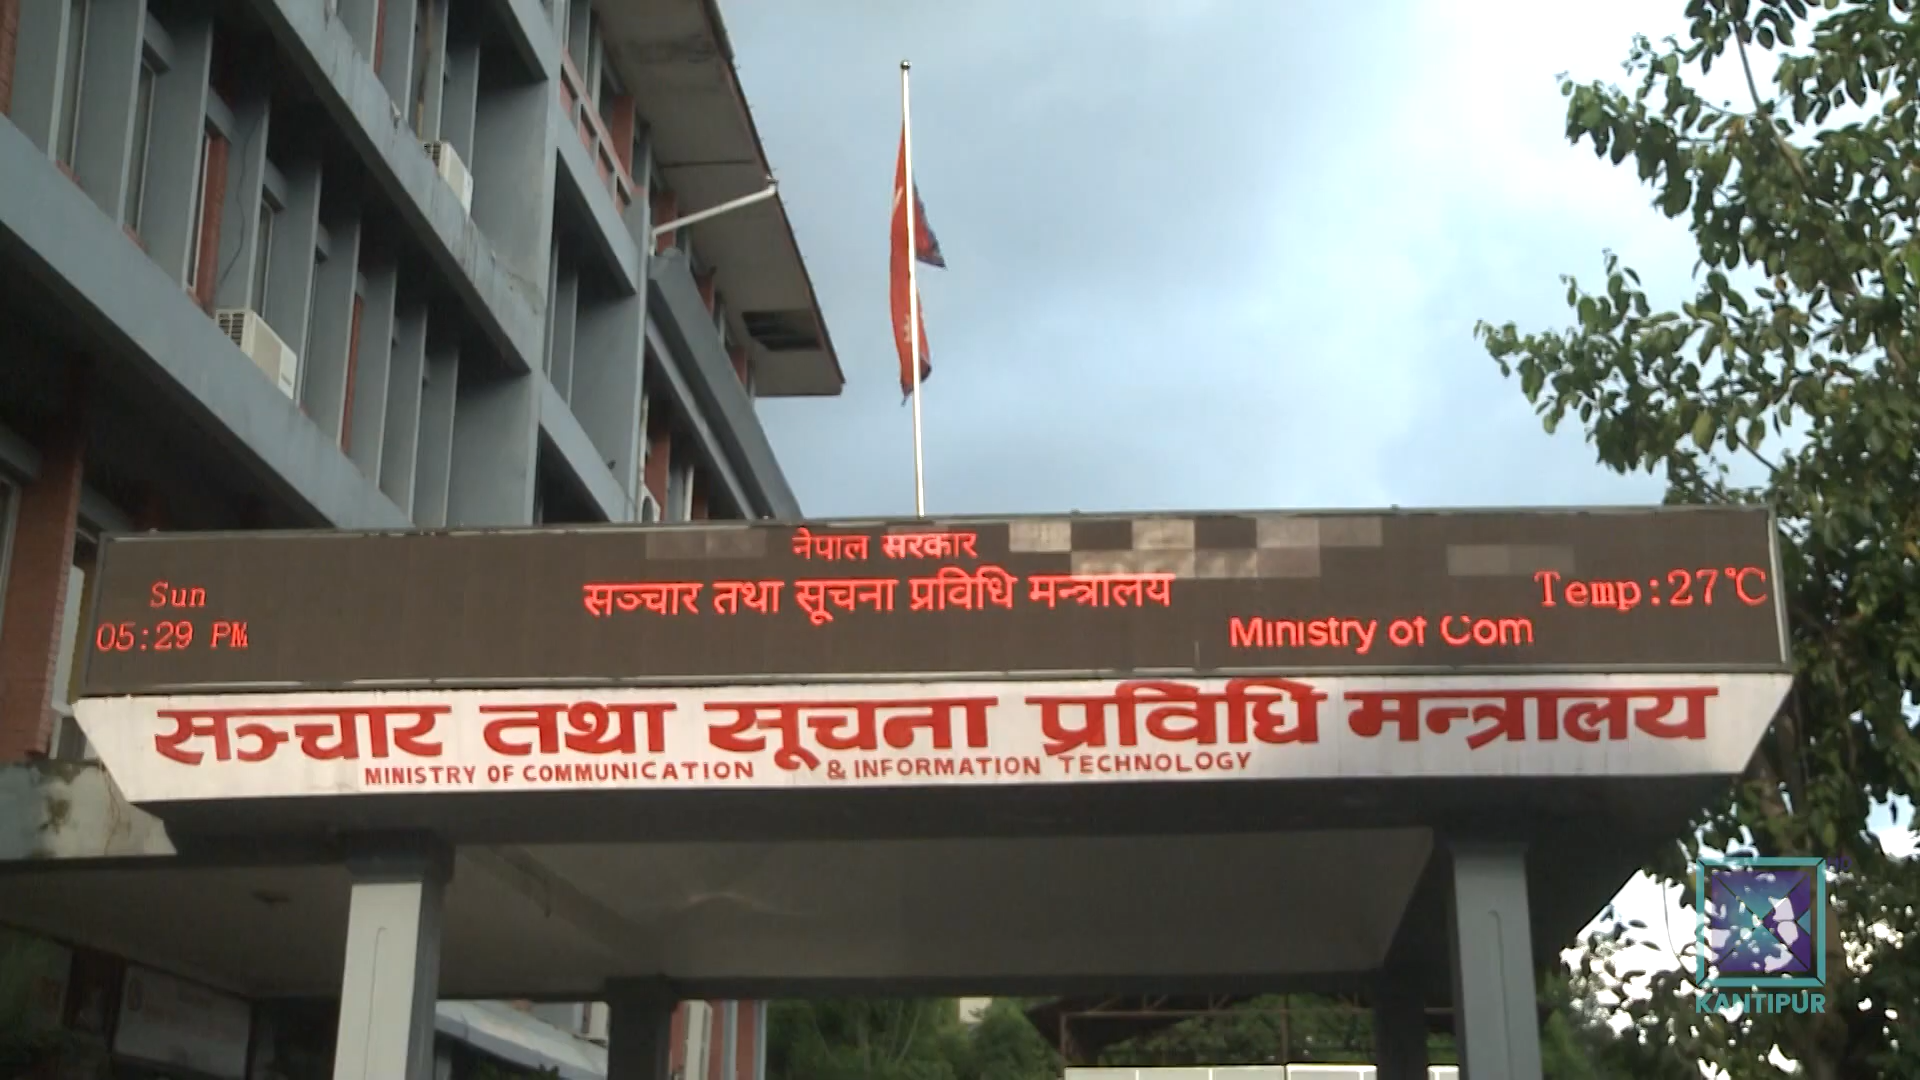 नेपाल सरकार
सञ्चार तथा सूचना प्रविधि मन्त्रालय
Sun
05:29 PM
Temp:27℃
Ministry of Com
सञ्चार तथा सूचना प्रविधि मन्त्रालय
MINISTRY OF COMMUNICATION & INFORMATION TECHNOLOGY
KANTIPUR